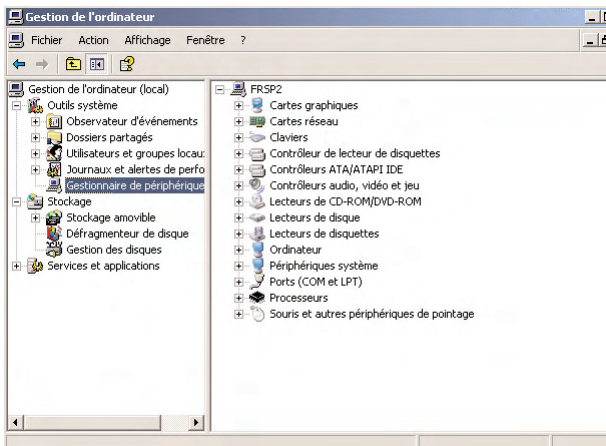 Gestion de l'ordinateur
Fichier Action Affichage Fenêtre ?
Gestion de l'ordinateur (local)
Outils système
Observateur d'événements
Dossiers partagés
Utilisateurs et groupes locau
Journaux et alertes de perfo
Gestionnaire de périphérique
Stockage
Stockage amovible
Défragmenteur de disque
Gestion des disques
Services et applications
FRSP2
Cartes graphiques
Cartes réseau
Claviers
Contrôleur de lecteur de disquettes
Contrôleurs ATA/ATAPI IDE
Contrôleurs audio, vidéo et jeu
Lecteurs de CD-ROM/DVD-ROM
Lecteurs de disque
Lecteurs de disquettes
Ordinateur
Périphériques système
Ports (COM et LPT)
Processeurs
Souris et autres périphériques de pointage